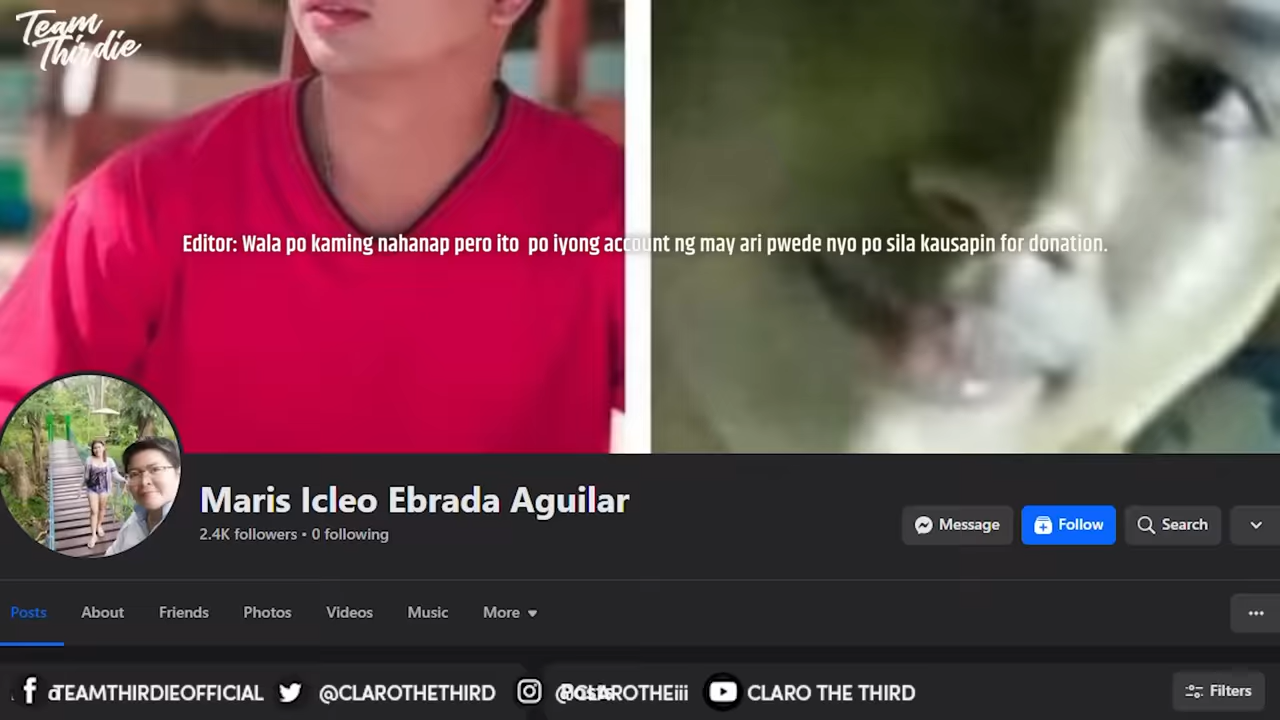 Team
Thirdie
Editor: Wala po kaming nahanap pero ito po iyong account ng may ari pwede nyo po sila kausapin for donation.
Maris Icleo Ebrada Aguilar
2.4K followers • 0 following
Message
Follow
Search
Posts
About
Friends
Photos
Videos
Music
More
TEAMTHIRDIEOFFICIAL
@CLAROTHETHIRD
@CLAROTHEiii
CLARO THE THIRD
Filters